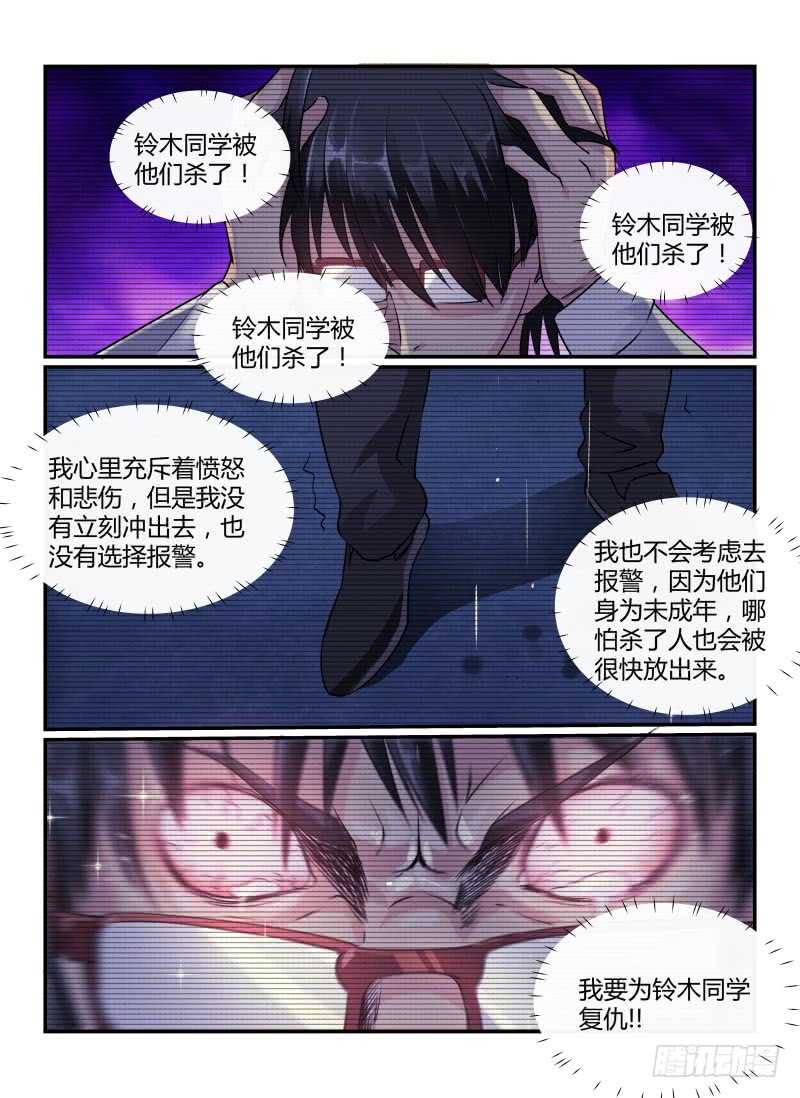 铃木同学被
他们杀了！
铃木同学被
他们杀了！
铃木同学被
他们杀了！
我心里充斥着愤怒
和悲伤，但是我没
有立刻冲出去，也
没有选择报警。
我也不会考虑去
报警，因为他们
身为未成年，哪
怕杀了人也会被
很快放出来。
我要为铃木同学
复仇!!
腾讯动漫